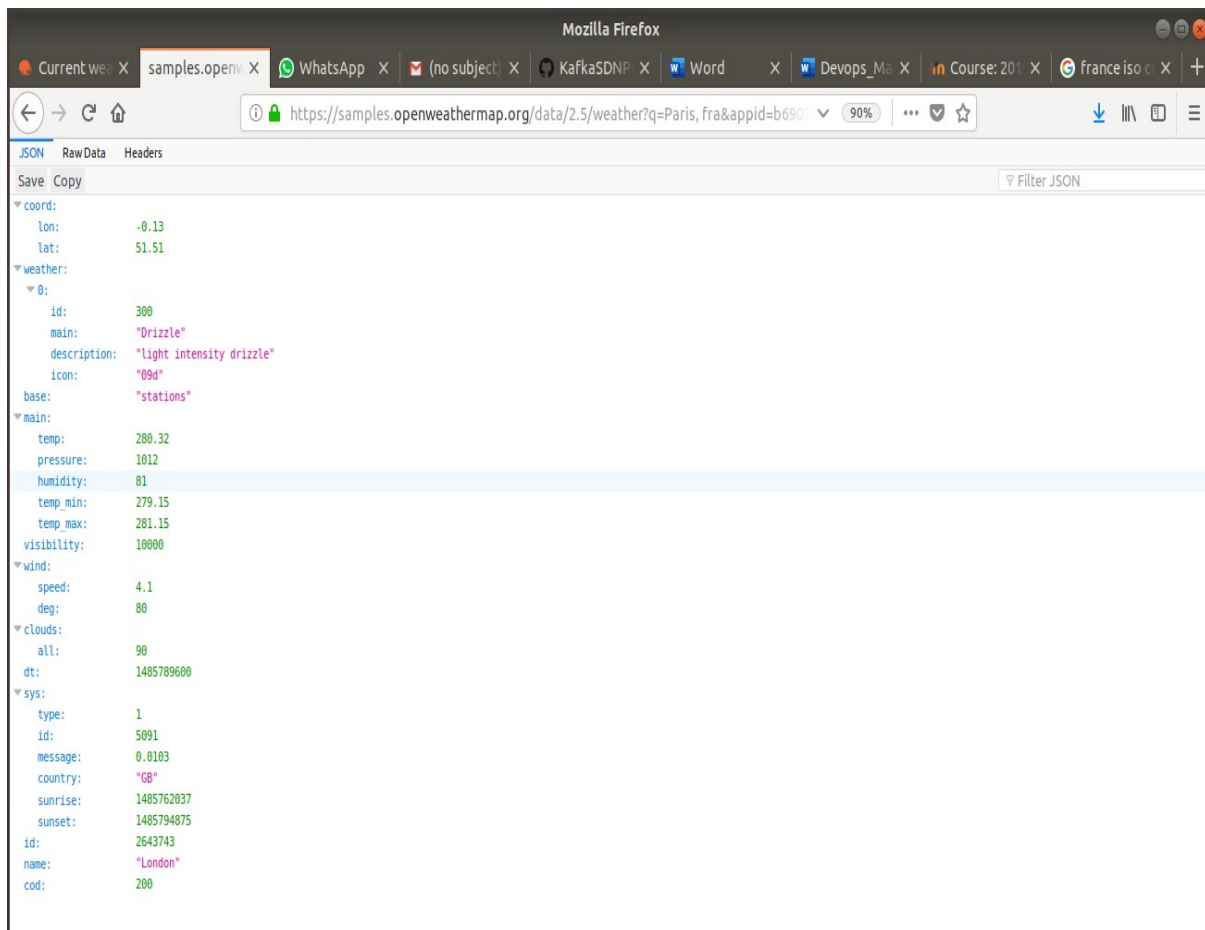 Mozilla Firefox
Current wea samples.openw WhatsApp (no subject) KafkaSDNP Word Devops_Ma Course: 201 france iso c
https://samples.openweathermap.org/data/2.5/weather?q=Paris, fra&appid=b690 90%
JSON Raw Data Headers
Save Copy Filter JSON
coord:
lon: -0.13
lat: 51.51
weather:
0:
id: 300
main: "Drizzle"
description: "light intensity drizzle"
icon: "09d"
base: "stations"
main:
temp: 280.32
pressure: 1012
humidity: 81
temp_min: 279.15
temp_max: 281.15
visibility: 10000
wind:
speed: 4.1
deg: 80
clouds:
all: 90
dt: 1485789600
sys:
type: 1
id: 5091
message: 0.0103
country: "GB"
sunrise: 1485762037
sunset: 1485794875
id: 2643743
name: "London"
cod: 200